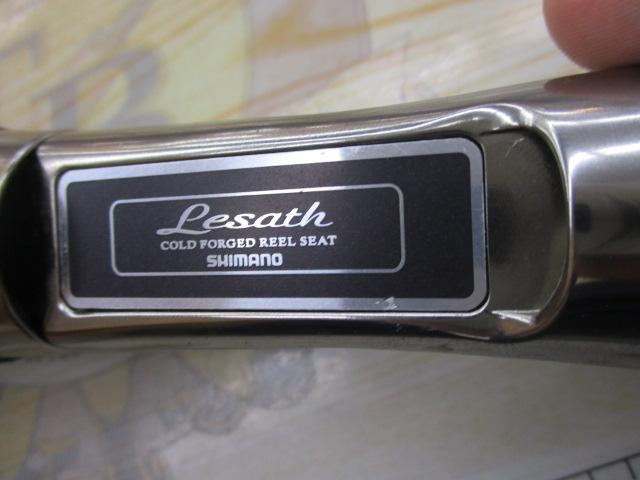 Lesath
COLD FORGED REEL SEAT
SHIMANO